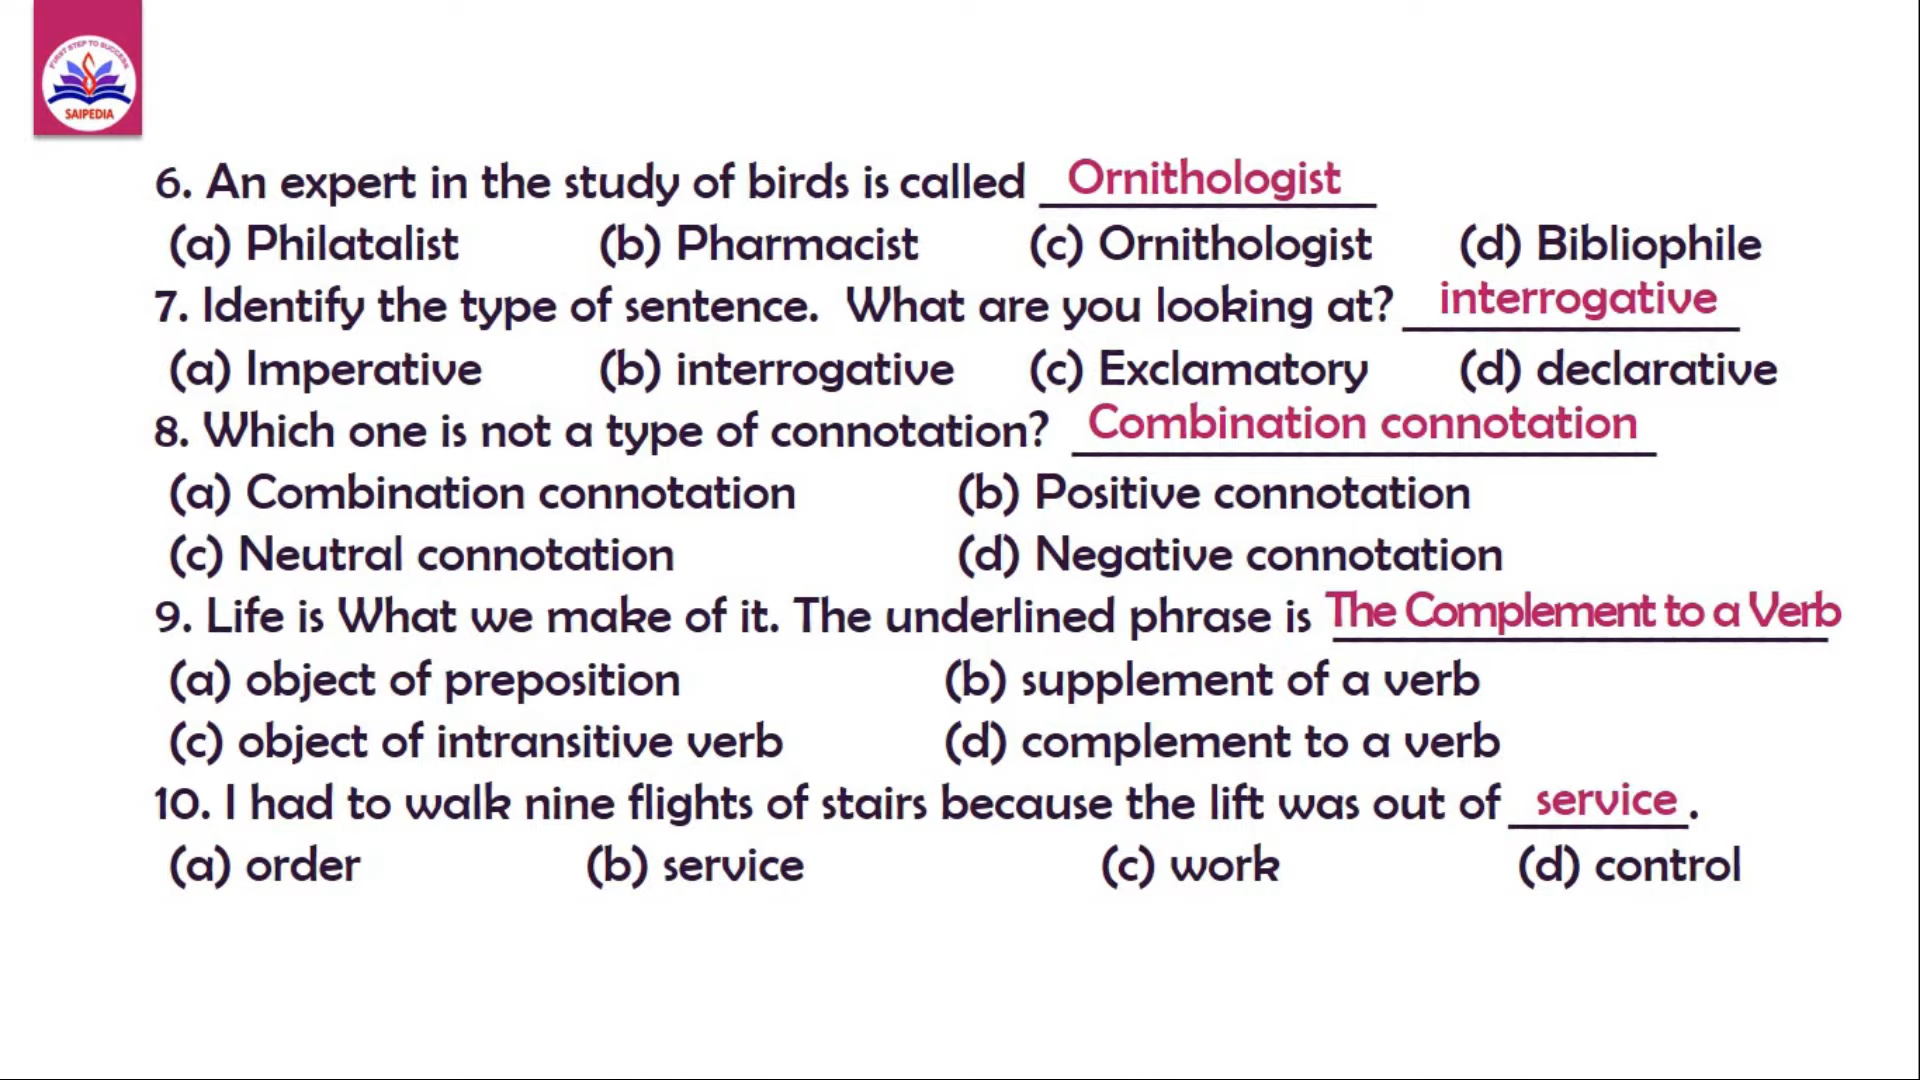 FIRST STEP TO SUCCESS
SAIPEDIA
6. An expert in the study of birds is called Ornithologist
(a) Philatalist (b) Pharmacist (c) Ornithologist (d) Bibliophile
7. Identify the type of sentence. What are you looking at? interrogative
(a) Imperative (b) interrogative (c) Exclamatory (d) declarative
8. Which one is not a type of connotation? Combination connotation
(a) Combination connotation (b) Positive connotation
(c) Neutral connotation (d) Negative connotation
9. Life is What we make of it. The underlined phrase is The Complement to a Verb
(a) object of preposition (b) supplement of a verb
(c) object of intransitive verb (d) complement to a verb
10. I had to walk nine flights of stairs because the lift was out of service.
(a) order (b) service (c) work (d) control